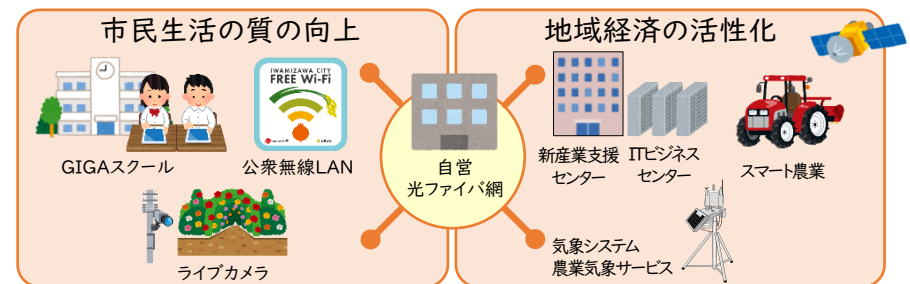 市民生活の質の向上
地域経済の活性化
IWAMIZAWA CITY
FREE Wi-Fi
GIGAスクール
公衆無線LAN
ライブカメラ
自営
光ファイバ網
新産業支援
センター
ITビジネス
センター
スマート農業
気象システム
農業気象サービス